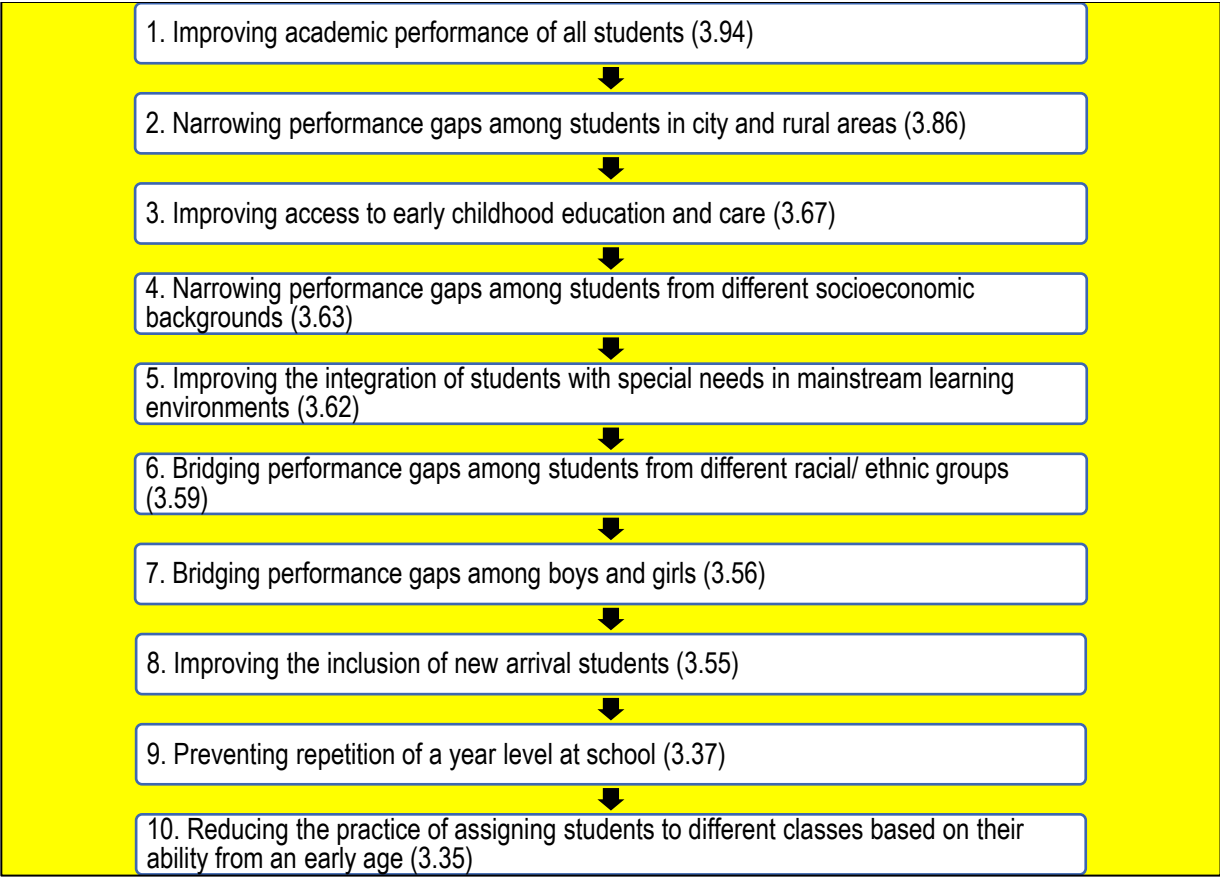 1. Improving academic performance of all students (3.94)
2. Narrowing performance gaps among students in city and rural areas (3.86)
3. Improving access to early childhood education and care (3.67)
4. Narrowing performance gaps among students from different socioeconomic
backgrounds (3.63)
5. Improving the integration of students with special needs in mainstream learning
environments (3.62)
6. Bridging performance gaps among students from different racial/ ethnic groups
(3.59)
7. Bridging performance gaps among boys and girls (3.56)
8. Improving the inclusion of new arrival students (3.55)
9. Preventing repetition of a year level at school (3.37)
10. Reducing the practice of assigning students to different classes based on their
ability from an early age (3.35)